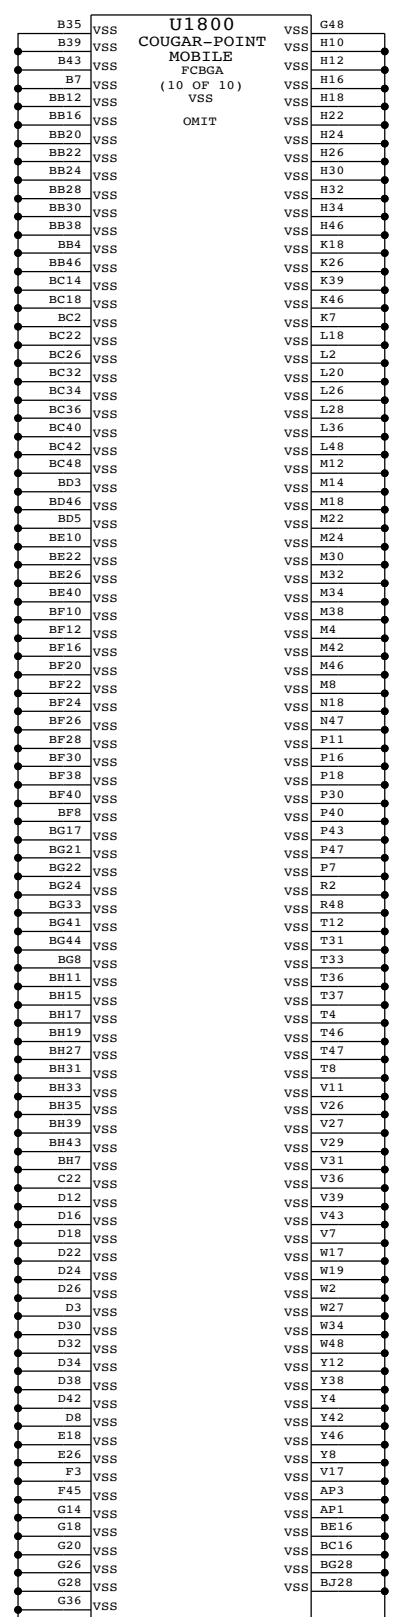 U1800
COUGAR-POINT
MOBILE
FCBGA
(10 OF 10)
VSS
OMIT
B35 VSS VSS G48
B39 VSS VSS H10
B43 VSS VSS H12
B7 VSS VSS H16
BB12 VSS VSS H18
BB16 VSS VSS H22
BB20 VSS VSS H24
BB22 VSS VSS H26
BB24 VSS VSS H30
BB28 VSS VSS H32
BB30 VSS VSS H34
BB38 VSS VSS H46
BB4 VSS VSS K18
BB46 VSS VSS K26
BC14 VSS VSS K39
BC18 VSS VSS K46
BC2 VSS VSS K7
BC22 VSS VSS L18
BC26 VSS VSS L2
BC32 VSS VSS L20
BC34 VSS VSS L26
BC36 VSS VSS L28
BC40 VSS VSS L36
BC42 VSS VSS L48
BC48 VSS VSS M12
BD3 VSS VSS M14
BD46 VSS VSS M18
BD5 VSS VSS M22
BE10 VSS VSS M24
BE22 VSS VSS M30
BE26 VSS VSS M32
BE40 VSS VSS M34
BF10 VSS VSS M38
BF12 VSS VSS M4
BF16 VSS VSS M42
BF20 VSS VSS M46
BF22 VSS VSS M8
BF24 VSS VSS N18
BF26 VSS VSS N47
BF28 VSS VSS P11
BF30 VSS VSS P16
BF38 VSS VSS P18
BF40 VSS VSS P30
BF8 VSS VSS P40
BG17 VSS VSS P43
BG21 VSS VSS P47
BG22 VSS VSS P7
BG24 VSS VSS R2
BG33 VSS VSS R48
BG41 VSS VSS T12
BG44 VSS VSS T31
BG8 VSS VSS T33
BH11 VSS VSS T36
BH15 VSS VSS T37
BH17 VSS VSS T4
BH19 VSS VSS T46
BH27 VSS VSS T47
BH31 VSS VSS T8
BH33 VSS VSS V11
BH35 VSS VSS V26
BH39 VSS VSS V27
BH43 VSS VSS V29
BH7 VSS VSS V31
C22 VSS VSS V36
D12 VSS VSS V39
D16 VSS VSS V43
D18 VSS VSS V7
D22 VSS VSS W17
D24 VSS VSS W19
D26 VSS VSS W2
D3 VSS VSS W27
D30 VSS VSS W34
D32 VSS VSS W48
D34 VSS VSS Y12
D38 VSS VSS Y38
D42 VSS VSS Y4
D8 VSS VSS Y42
E18 VSS VSS Y46
E26 VSS VSS Y8
F3 VSS VSS V17
F45 VSS VSS AP3
G14 VSS VSS AP1
G18 VSS VSS BE16
G20 VSS VSS BC16
G26 VSS VSS BG28
G28 VSS VSS BJ28
G36 VSS